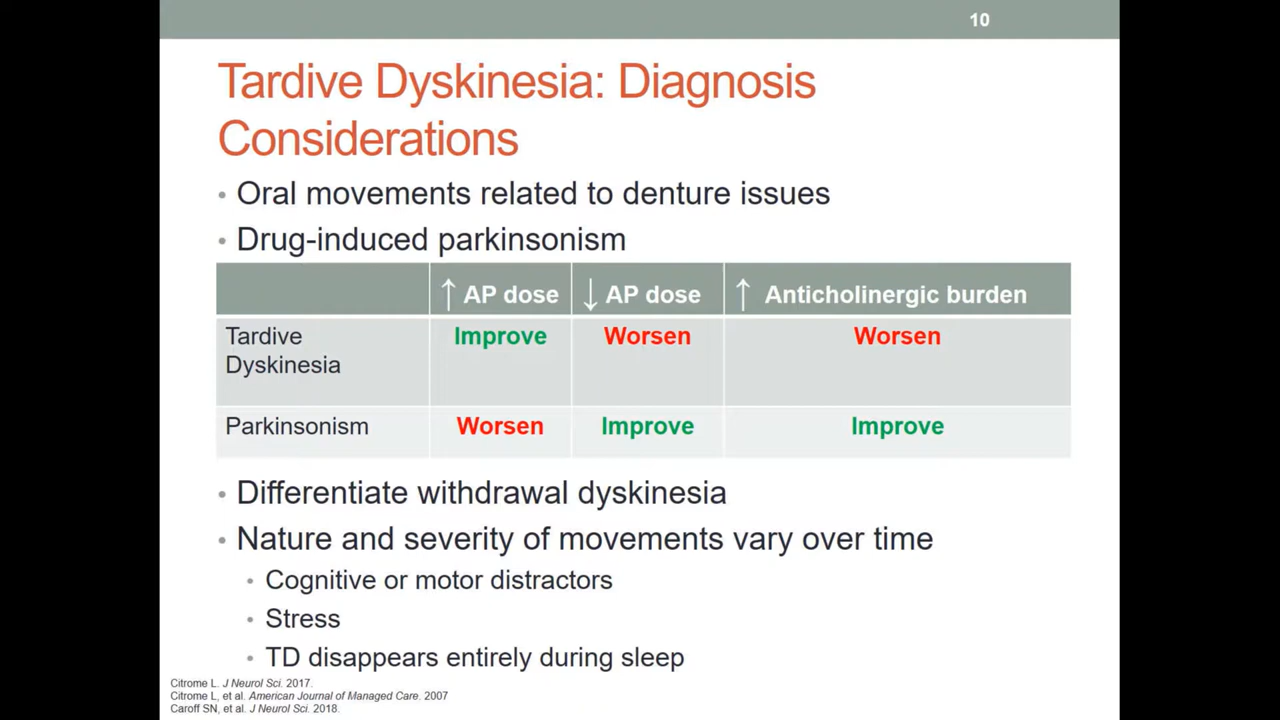 10
Tardive Dyskinesia: Diagnosis
Considerations
• Oral movements related to denture issues
• Drug-induced parkinsonism
↑ AP dose ↓ AP dose ↑ Anticholinergic burden
Tardive Dyskinesia Improve Worsen Worsen
Parkinsonism Worsen Improve Improve
• Differentiate withdrawal dyskinesia
• Nature and severity of movements vary over time
• Cognitive or motor distractors
• Stress
• TD disappears entirely during sleep
Citrome L. J Neurol Sci. 2017.
Citrome L, et al. American Journal of Managed Care. 2007
Caroff SN, et al. J Neurol Sci. 2018.